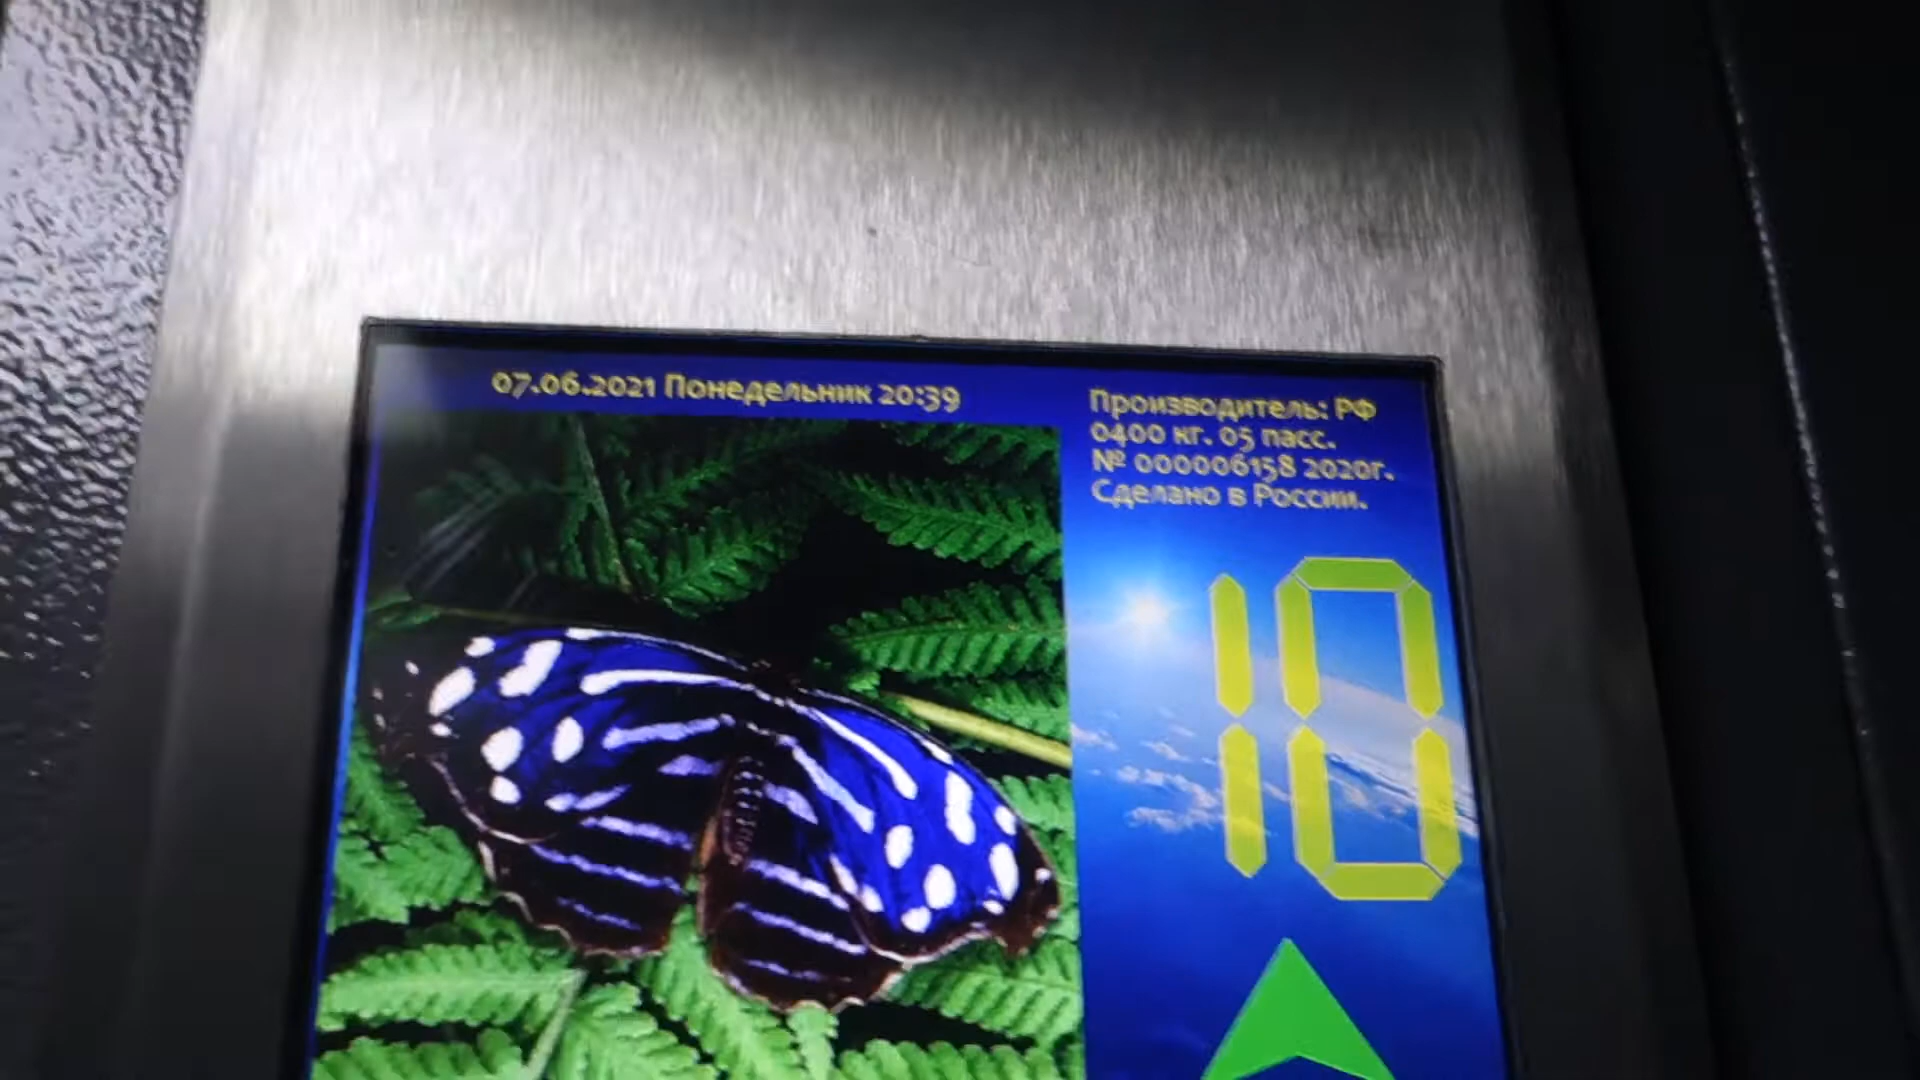 07.06.2021 Понедельник 20:39
Производитель: РФ
0400 кг. 05 пасс.
№ 000006158 2020г.
Сделано в России.
10